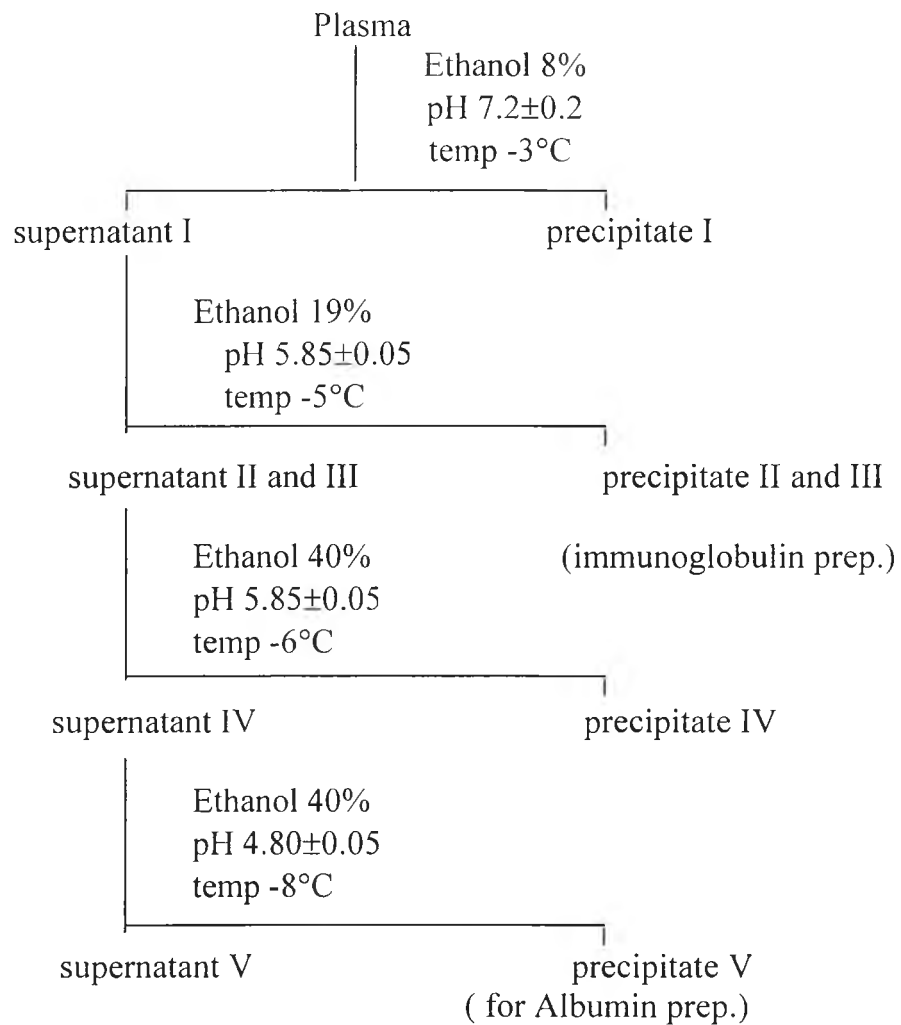 Plasma
Ethanol 8%
pH 7.2±0.2
temp -3°C
supernatant I
precipitate I
Ethanol 19%
pH 5.85±0.05
temp -5°C
supernatant II and III
precipitate II and III
Ethanol 40%
(immunoglobulin prep.)
pH 5.85±0.05
temp -6°C
supernatant IV
precipitate IV
Ethanol 40%
pH 4.80±0.05
temp -8°C
supernatant V
precipitate V
( for Albumin prep.)